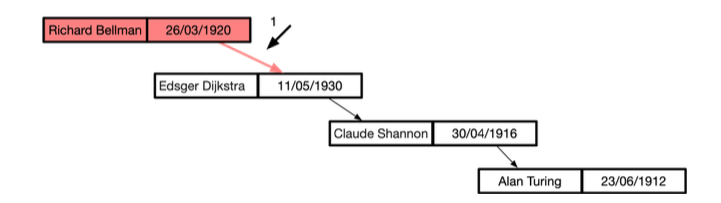 1
Richard Bellman 26/03/1920
Edsger Dijkstra 11/05/1930
Claude Shannon 30/04/1916
Alan Turing 23/06/1912